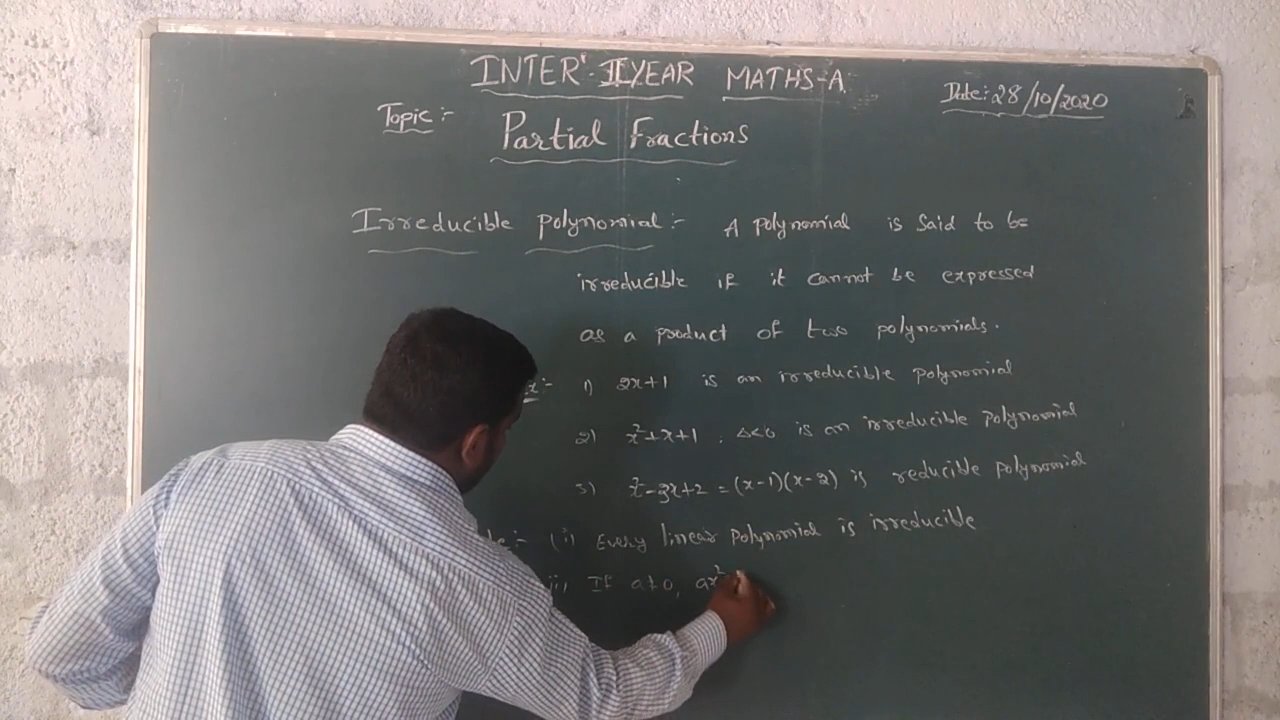 INTER - II YEAR MATHS-A
Date: 28/10/2020
Topic :-
Partial Fractions
Irreducible polynomial :- A polynomial is said to be
irreducible if it cannot be expressed
as a product of two polynomials.
x:- 1) 2x+1 is an irreducible polynomial
2) x²+x+1, Δ<0 is an irreducible polynomial
3) x²-3x+2 = (x-1)(x-2) is reducible polynomial
te:- (i) Every linear polynomial is irreducible
ii) If a≠0, ax²